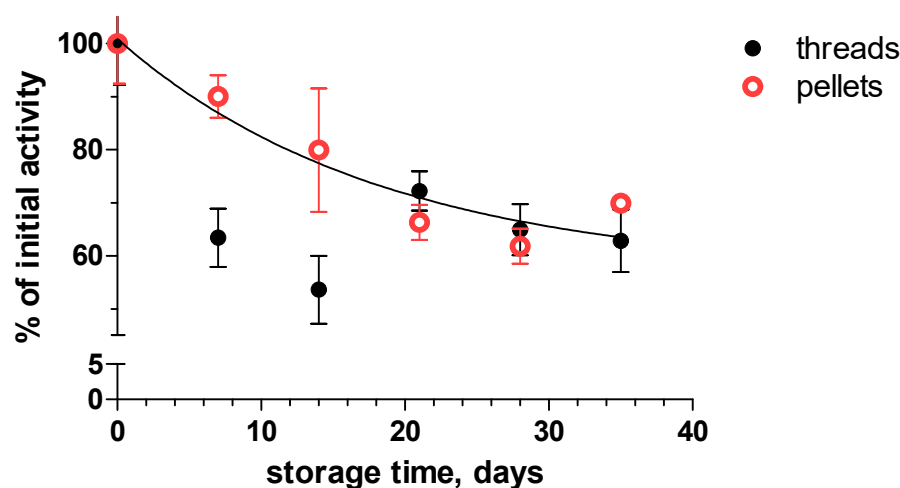 % of initial activity
100
80
60
5
0
0
10
20
30
40
storage time, days
threads
pellets